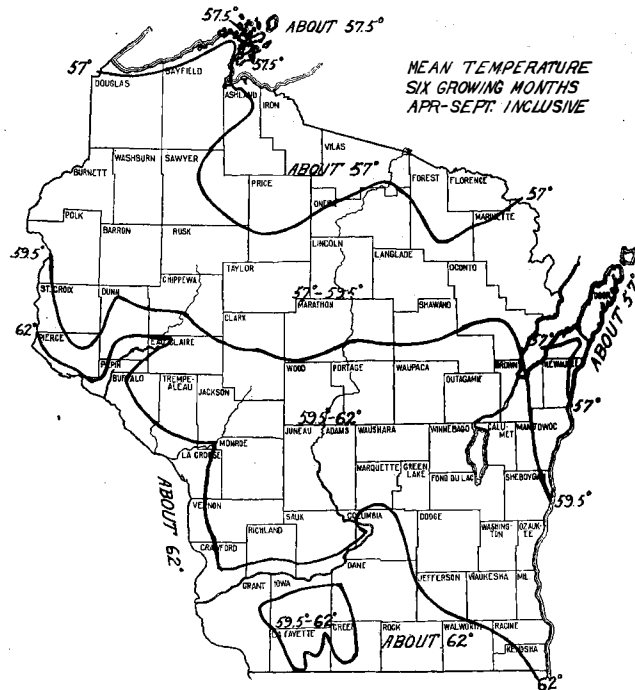 57.5°
ABOUT 57.5°
57.5°
57°
MEAN TEMPERATURE
SIX GROWING MONTHS
APR-SEPT. INCLUSIVE
BAYFIELD
DOUGLAS
ASHLAND
IRON
VILAS
WASHBURN
SAWYER
BURNETT
ABOUT 57°
PRICE
ONEIDA
FOREST
FLORENCE
57°
POLK
BARRON
RUSK
MARINETTE
LINCOLN
LANGLADE
59.5°
TAYLOR
OCONTO
CHIPPEWA
ST. CROIX
DUNN
57°-59.5°
MARATHON
SHAWANO
DOOR
ABOUT 57°
62°
PIERCE
CLARK
57°
EAU CLAIRE
PEPIN
BUFFALO
WOOD
PORTAGE
WAUPACA
BROWN
KEWAUNEE
TREMPE-
ALEAU
JACKSON
OUTAGAMIE
57°
59.5-62°
JUNEAU
ADAMS
WAUSHARA
WINNEBAGO
CALU-
MET
MANITOWOC
MONROE
LA CROSSE
MARQUETTE
GREEN
LAKE
FOND DU LAC
SHEBOYGAN
59.5°
ABOUT 62°
VERNON
SAUK
COLUMBIA
DODGE
WASHING-
TON
OZAUK-
EE
RICHLAND
CRAWFORD
DANE
JEFFERSON
WAUKESHA
MIL.
GRANT
IOWA
59.5-62°
LA FAYETTE
GREEN
ROCK
WALWORTH
RACINE
ABOUT 62°
KENOSHA
62°